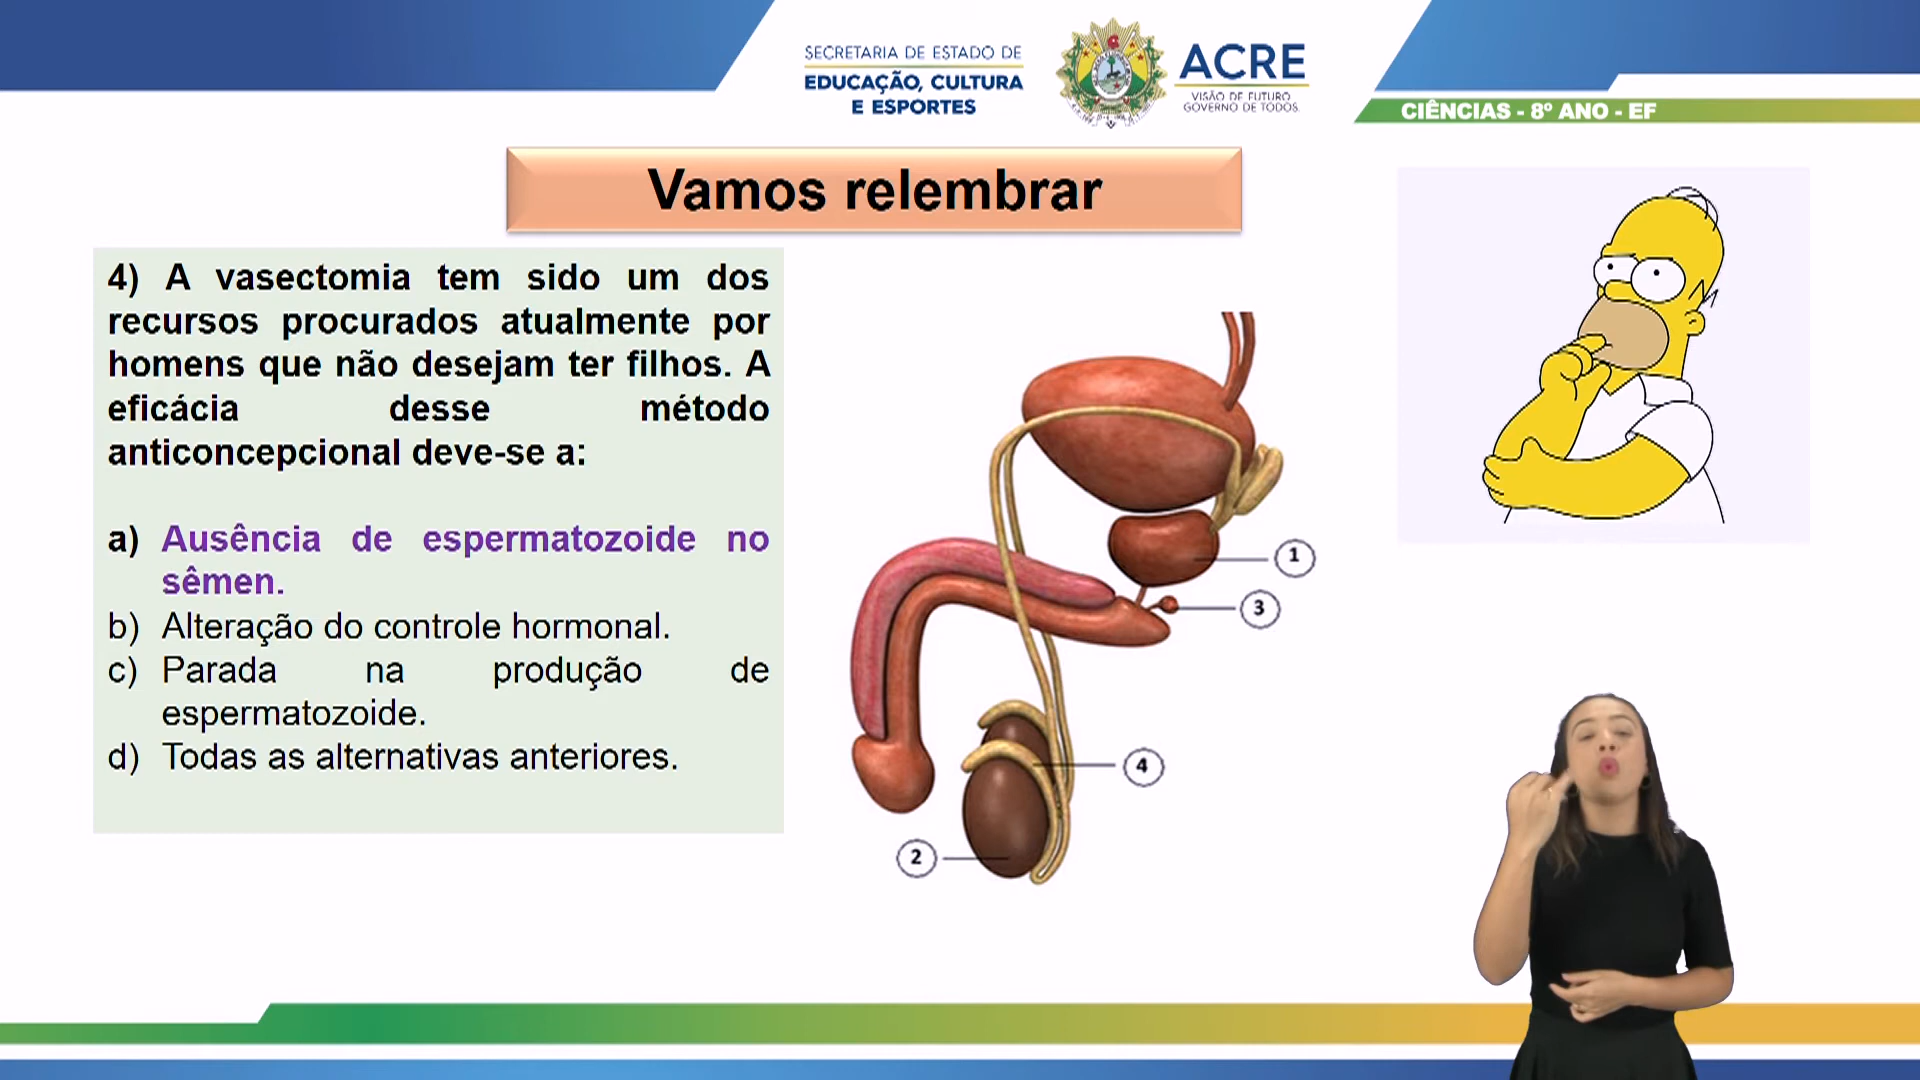 SECRETARIA DE ESTADO DE
EDUCAÇÃO, CULTURA
E ESPORTES
ACRE
VISÃO DE FUTURO
GOVERNO DE TODOS
CIÊNCIAS - 8º ANO - EF
Vamos relembrar
4) A vasectomia tem sido um dos
recursos procurados atualmente por
homens que não desejam ter filhos. A
eficácia desse método
anticoncepcional deve-se a:
a) Ausência de espermatozoide no
sêmen.
b) Alteração do controle hormonal.
c) Parada na produção de
espermatozoide.
d) Todas as alternativas anteriores.
1
3
4
2